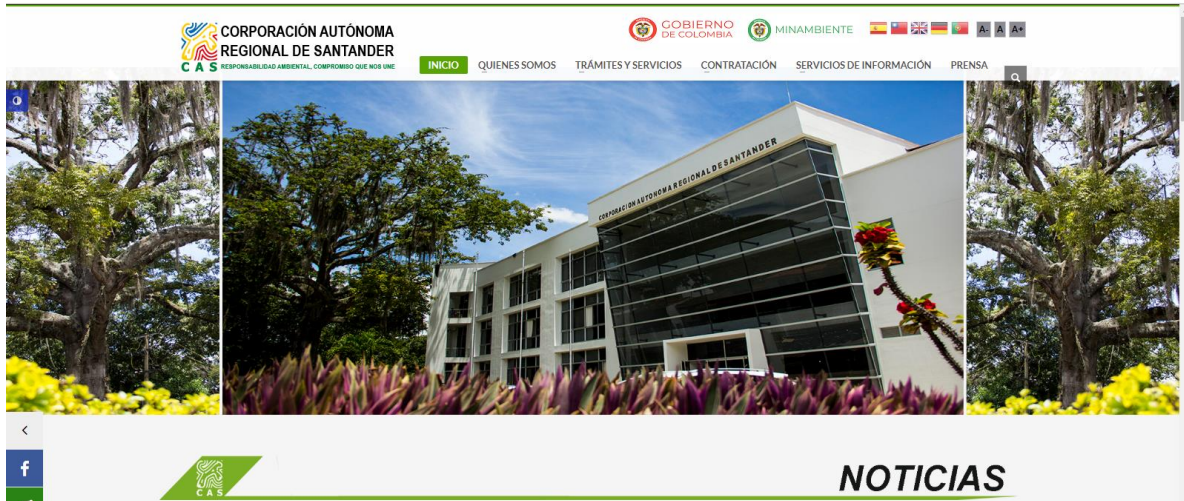 CORPORACIÓN AUTÓNOMA
REGIONAL DE SANTANDER
CAS RESPONSABILIDAD AMBIENTAL, COMPROMISO QUE NOS UNE
GOBIERNO
DE COLOMBIA
MINAMBIENTE
A- A A+
INICIO QUIENES SOMOS TRÁMITES Y SERVICIOS CONTRATACIÓN SERVICIOS DE INFORMACIÓN PRENSA
CORPORACION AUTONOMA REGIONAL DE SANTANDER
f
CAS
NOTICIAS